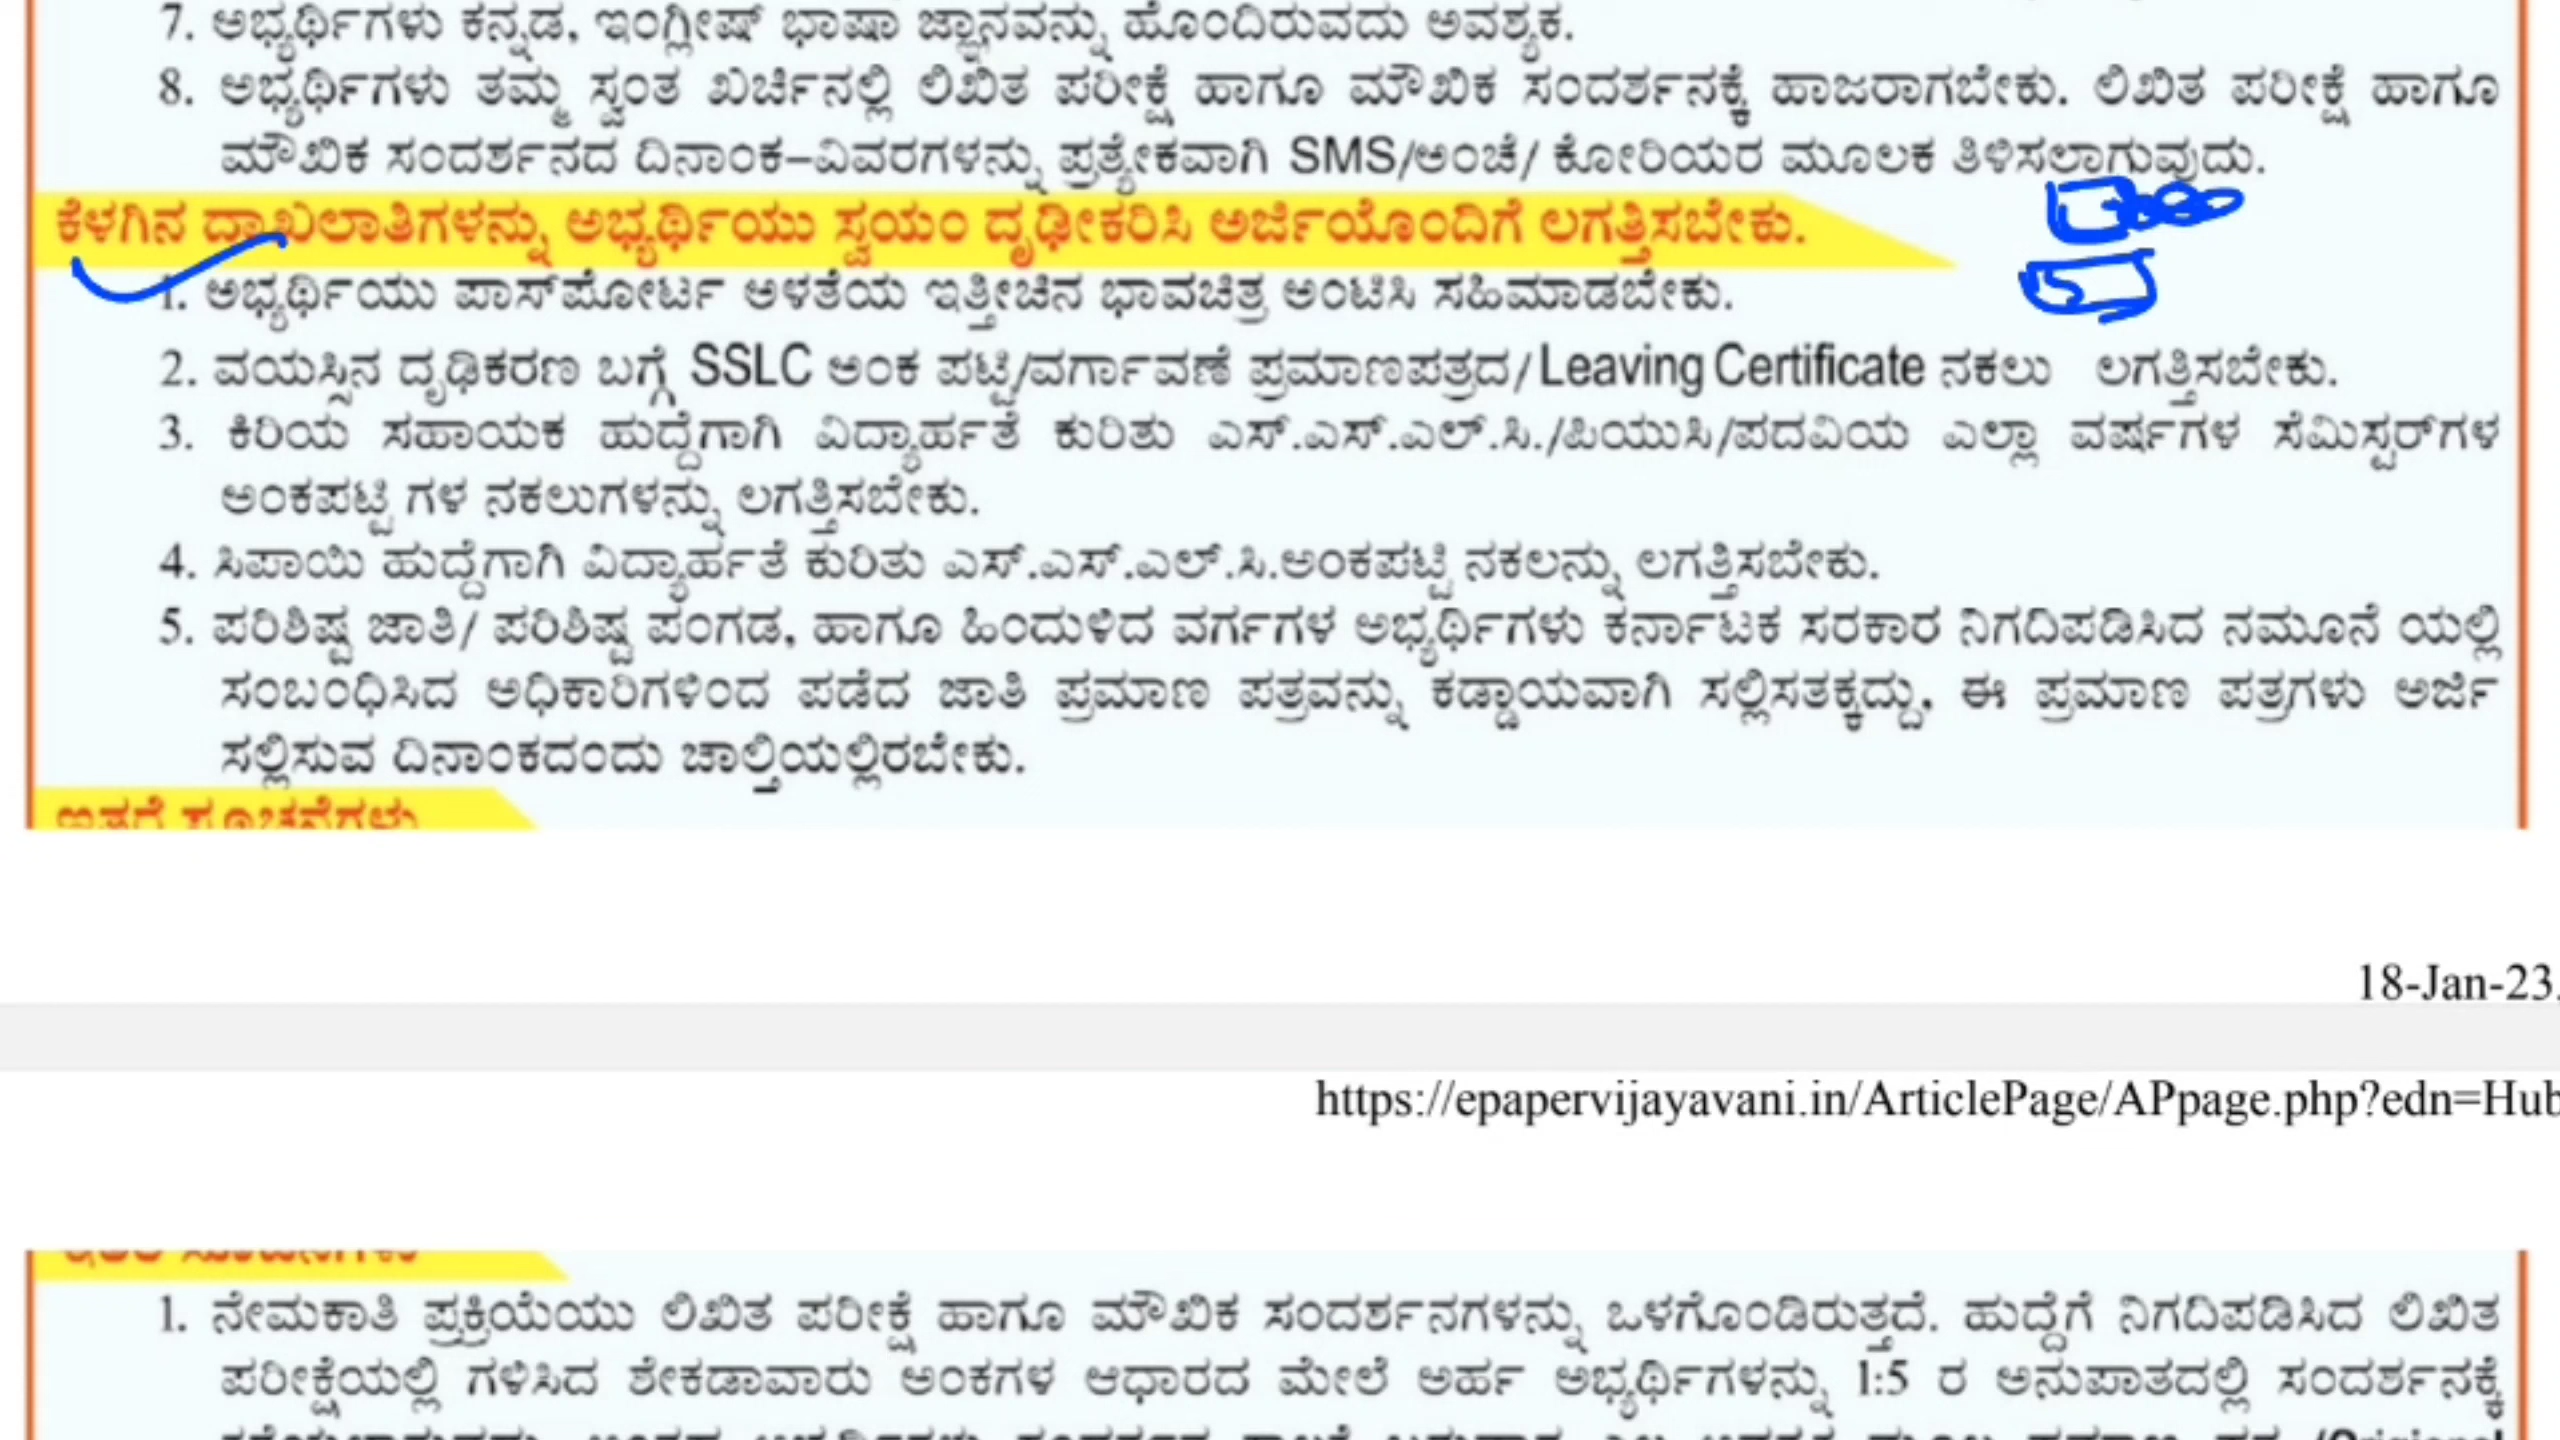 7. ಅಭ್ಯರ್ಥಿಗಳು ಕನ್ನಡ, ಇಂಗ್ಲೀಷ್ ಭಾಷಾ ಜ್ಞಾನವನ್ನು ಹೊಂದಿರುವದು ಅವಶ್ಯಕ.
8. ಅಭ್ಯರ್ಥಿಗಳು ತಮ್ಮ ಸ್ವಂತ ಖರ್ಚಿನಲ್ಲಿ ಲಿಖಿತ ಪರೀಕ್ಷೆ ಹಾಗೂ ಮೌಖಿಕ ಸಂದರ್ಶನಕ್ಕೆ ಹಾಜರಾಗಬೇಕು. ಲಿಖಿತ ಪರೀಕ್ಷೆ ಹಾಗೂ
ಮೌಖಿಕ ಸಂದರ್ಶನದ ದಿನಾಂಕ–ವಿವರಗಳನ್ನು ಪ್ರತ್ಯೇಕವಾಗಿ SMS/ಅಂಚೆ/ ಕೋರಿಯರ ಮೂಲಕ ತಿಳಿಸಲಾಗುವುದು.
ಕೆಳಗಿನ ದಾಖಲಾತಿಗಳನ್ನು ಅಭ್ಯರ್ಥಿಯು ಸ್ವಯಂ ದೃಢೀಕರಿಸಿ ಅರ್ಜಿಯೊಂದಿಗೆ ಲಗತ್ತಿಸಬೇಕು.
1. ಅಭ್ಯರ್ಥಿಯು ಪಾಸ್‌ಪೋರ್ಟ ಅಳತೆಯ ಇತ್ತೀಚಿನ ಭಾವಚಿತ್ರ ಅಂಟಿಸಿ ಸಹಿಮಾಡಬೇಕು.
2. ವಯಸ್ಸಿನ ದೃಢಿಕರಣ ಬಗ್ಗೆ SSLC ಅಂಕ ಪಟ್ಟಿ/ವರ್ಗಾವಣೆ ಪ್ರಮಾಣಪತ್ರದ/ Leaving Certificate ನಕಲು ಲಗತ್ತಿಸಬೇಕು.
3. ಕಿರಿಯ ಸಹಾಯಕ ಹುದ್ದೆಗಾಗಿ ವಿದ್ಯಾರ್ಹತೆ ಕುರಿತು ಎಸ್.ಎಸ್.ಎಲ್.ಸಿ./ಪಿಯುಸಿ/ಪದವಿಯ ಎಲ್ಲಾ ವರ್ಷಗಳ ಸೆಮಿಸ್ಟರ್‌ಗಳ
ಅಂಕಪಟ್ಟಿ ಗಳ ನಕಲುಗಳನ್ನು ಲಗತ್ತಿಸಬೇಕು.
4. ಸಿಪಾಯಿ ಹುದ್ದೆಗಾಗಿ ವಿದ್ಯಾರ್ಹತೆ ಕುರಿತು ಎಸ್.ಎಸ್.ಎಲ್.ಸಿ.ಅಂಕಪಟ್ಟಿ ನಕಲನ್ನು ಲಗತ್ತಿಸಬೇಕು.
5. ಪರಿಶಿಷ್ಟ ಜಾತಿ/ ಪರಿಶಿಷ್ಟ ಪಂಗಡ, ಹಾಗೂ ಹಿಂದುಳಿದ ವರ್ಗಗಳ ಅಭ್ಯರ್ಥಿಗಳು ಕರ್ನಾಟಕ ಸರಕಾರ ನಿಗದಿಪಡಿಸಿದ ನಮೂನೆ ಯಲ್ಲಿ
ಸಂಬಂಧಿಸಿದ ಅಧಿಕಾರಿಗಳಿಂದ ಪಡೆದ ಜಾತಿ ಪ್ರಮಾಣ ಪತ್ರವನ್ನು ಕಡ್ಡಾಯವಾಗಿ ಸಲ್ಲಿಸತಕ್ಕದ್ದು, ಈ ಪ್ರಮಾಣ ಪತ್ರಗಳು ಅರ್ಜಿ
ಸಲ್ಲಿಸುವ ದಿನಾಂಕದಂದು ಚಾಲ್ತಿಯಲ್ಲಿರಬೇಕು.
ಇತರೆ ಸೂಚನೆಗಳು
18-Jan-23,
https://epapervijayavani.in/ArticlePage/APpage.php?edn=Hub
ಇತರೆ ಸೂಚನೆಗಳು
1. ನೇಮಕಾತಿ ಪ್ರಕ್ರಿಯೆಯು ಲಿಖಿತ ಪರೀಕ್ಷೆ ಹಾಗೂ ಮೌಖಿಕ ಸಂದರ್ಶನಗಳನ್ನು ಒಳಗೊಂಡಿರುತ್ತದೆ. ಹುದ್ದೆಗೆ ನಿಗದಿಪಡಿಸಿದ ಲಿಖಿತ
ಪರೀಕ್ಷೆಯಲ್ಲಿ ಗಳಿಸಿದ ಶೇಕಡಾವಾರು ಅಂಕಗಳ ಆಧಾರದ ಮೇಲೆ ಅರ್ಹ ಅಭ್ಯರ್ಥಿಗಳನ್ನು 1:5 ರ ಅನುಪಾತದಲ್ಲಿ ಸಂದರ್ಶನಕ್ಕೆ